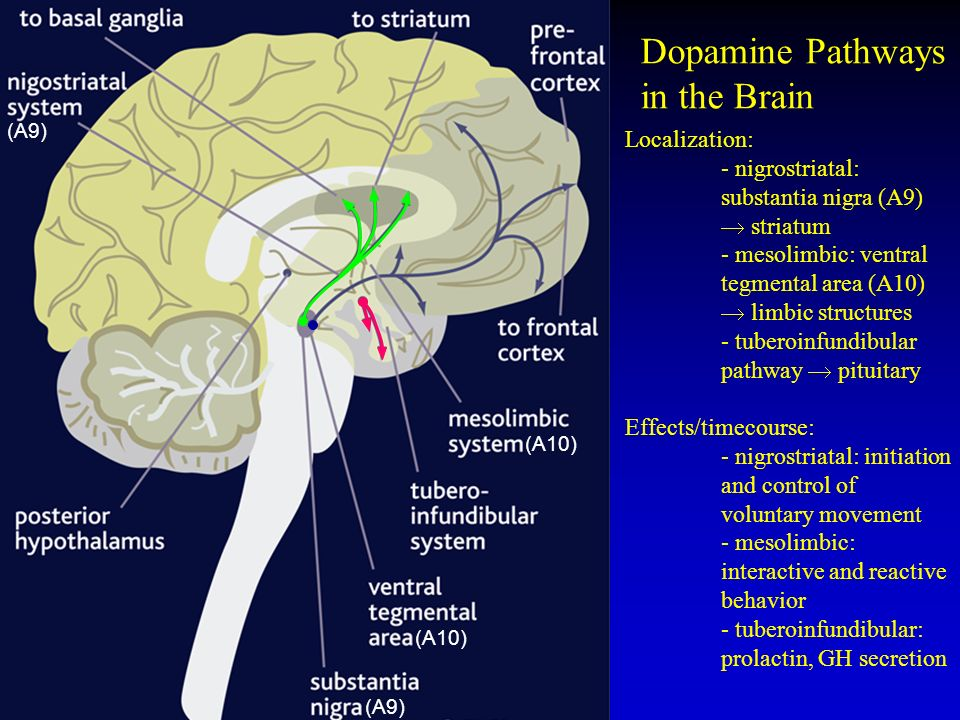 to basal ganglia
to striatum
pre-
frontal
cortex
nigostriatal
system
(A9)
to frontal
cortex
mesolimbic
system (A10)
tubero-
infundibular
system
posterior
hypothalamus
ventral
tegmental
area (A10)
substantia
nigra (A9)
Dopamine Pathways
in the Brain
Localization:
- nigrostriatal:
substantia nigra (A9)
→ striatum
- mesolimbic: ventral
tegmental area (A10)
→ limbic structures
- tuberoinfundibular
pathway → pituitary
Effects/timecourse:
- nigrostriatal: initiation
and control of
voluntary movement
- mesolimbic:
interactive and reactive
behavior
- tuberoinfundibular:
prolactin, GH secretion